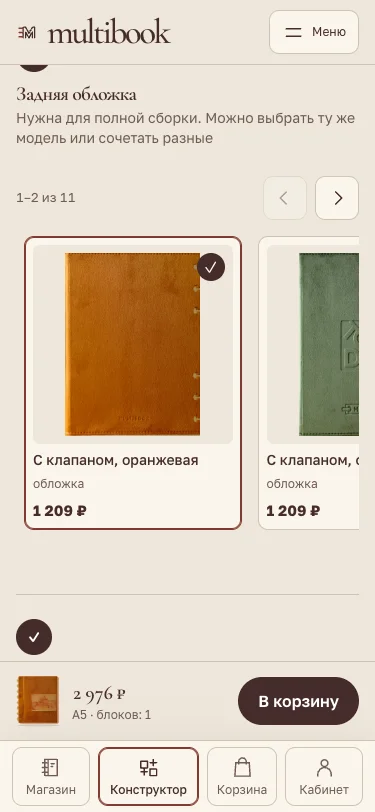 multibook
Меню
Задняя обложка
Нужна для полной сборки. Можно выбрать ту же
модель или сочетать разные
1–2 из 11
С клапаном, оранжевая
обложка
1 209 ₽
С клапаном, с
обложка
1 209 ₽
2 976 ₽
А5 · блоков: 1
В корзину
Магазин
Конструктор
Корзина
Кабинет